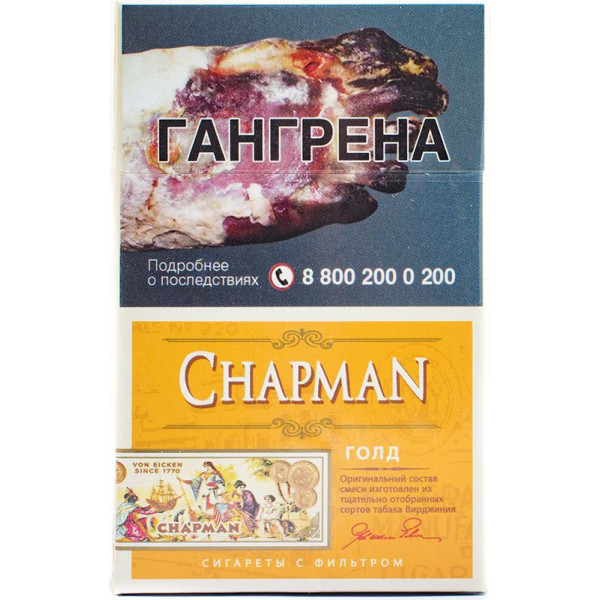 ГАНГРЕНА
Подробнее
о последствиях
8 800 200 0 200
CHAPMAN
ГОЛД
Оригинальный состав
смеси изготовлен из
тщательно отобранных
сортов табака Вирджиния
VON EICKEN
SINCE 1770
CHAPMAN
СИГАРЕТЫ С ФИЛЬТРОМ